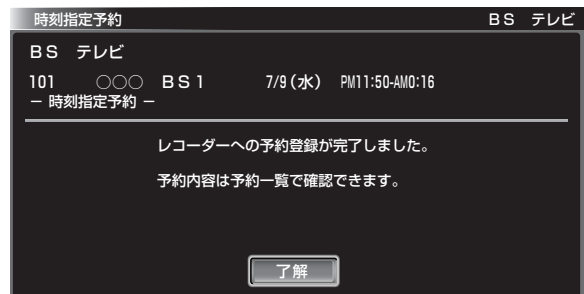 時刻指定予約 BS テレビ
BS テレビ
101 ○○○ BS1 7/9(水) PM11:50-AM0:16
― 時刻指定予約 ―
レコーダーへの予約登録が完了しました。
予約内容は予約一覧で確認できます。
了解